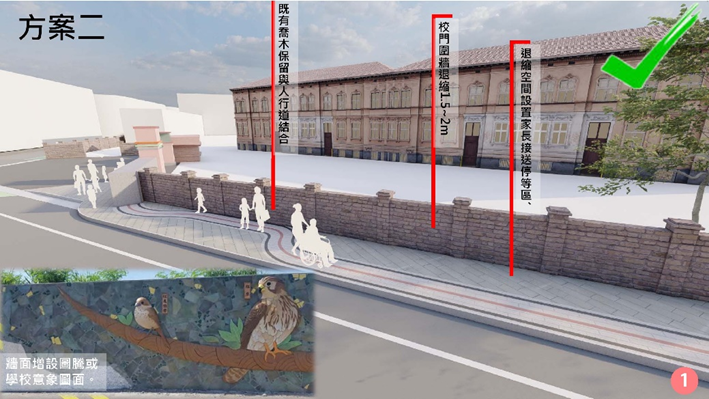 方案二
既有喬木保留與人行道結合
校門圍牆退縮1.5~2m
退縮空間設置家長接送停等區、
牆面增設圖騰或
學校意象圖面。
1